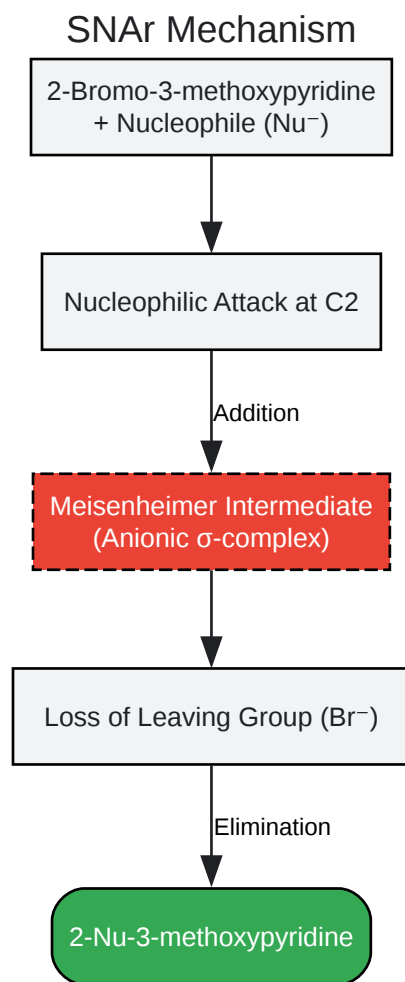 SNAr Mechanism
2-Bromo-3-methoxypyridine
+ Nucleophile (Nu⁻)
Nucleophilic Attack at C2
Addition
Meisenheimer Intermediate
(Anionic σ-complex)
Loss of Leaving Group (Br⁻)
Elimination
2-Nu-3-methoxypyridine